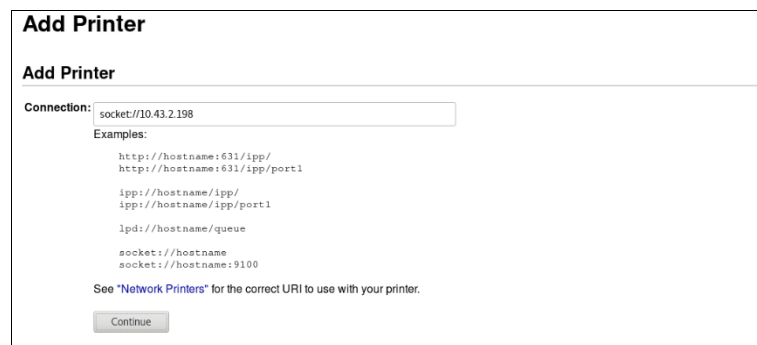 Add Printer
Add Printer
Connection: socket://10.43.2.198
Examples:
http://hostname:631/ipp/
http://hostname:631/ipp/port1
ipp://hostname/ipp/
ipp://hostname/ipp/port1
lpd://hostname/queue
socket://hostname
socket://hostname:9100
See "Network Printers" for the correct URI to use with your printer.
Continue